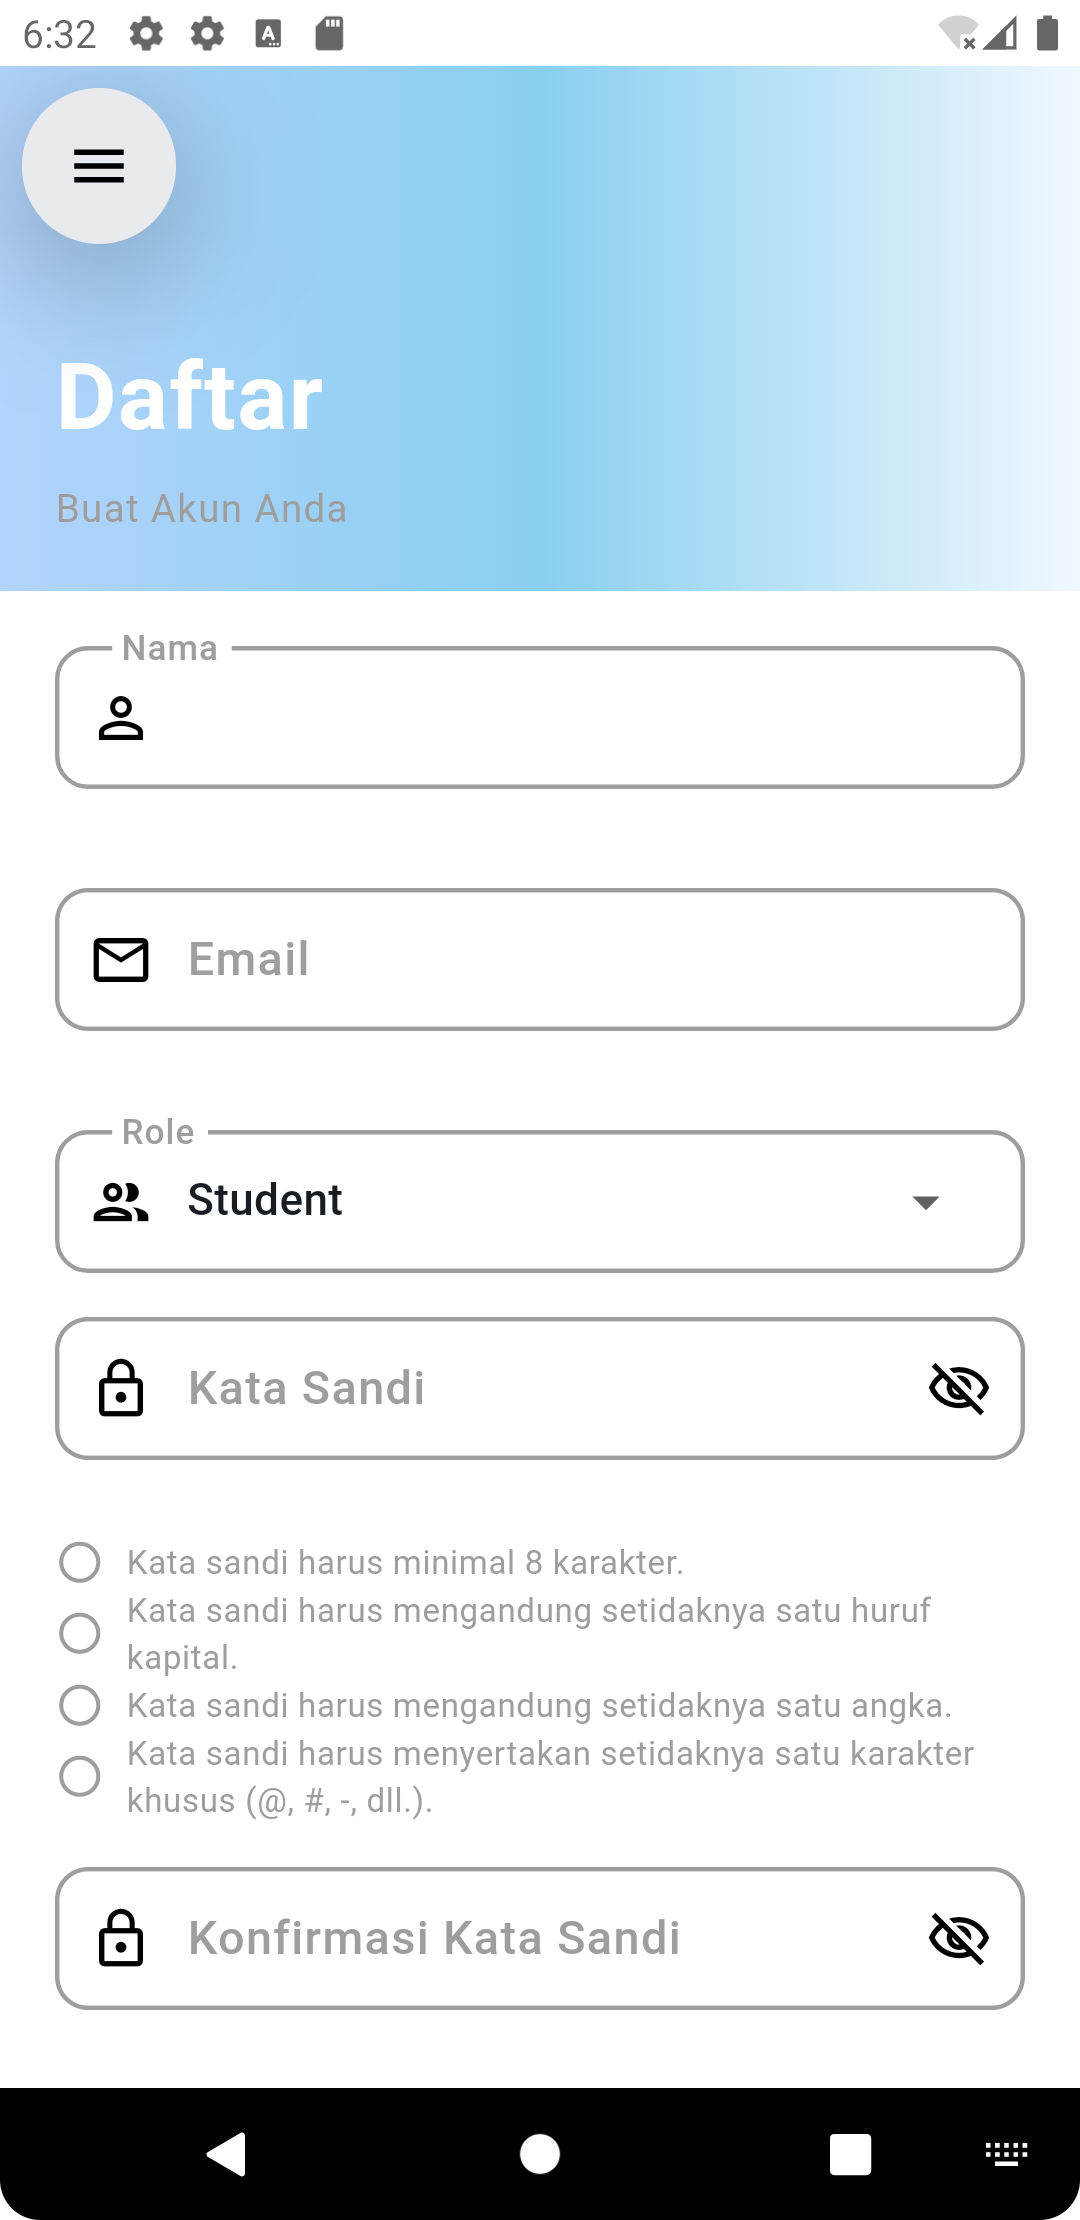 6:32
Daftar
Buat Akun Anda
Nama
Email
Role
Student
Kata Sandi
Kata sandi harus minimal 8 karakter.
Kata sandi harus mengandung setidaknya satu huruf
kapital.
Kata sandi harus mengandung setidaknya satu angka.
Kata sandi harus menyertakan setidaknya satu karakter
khusus (@, #, -, dll.).
Konfirmasi Kata Sandi